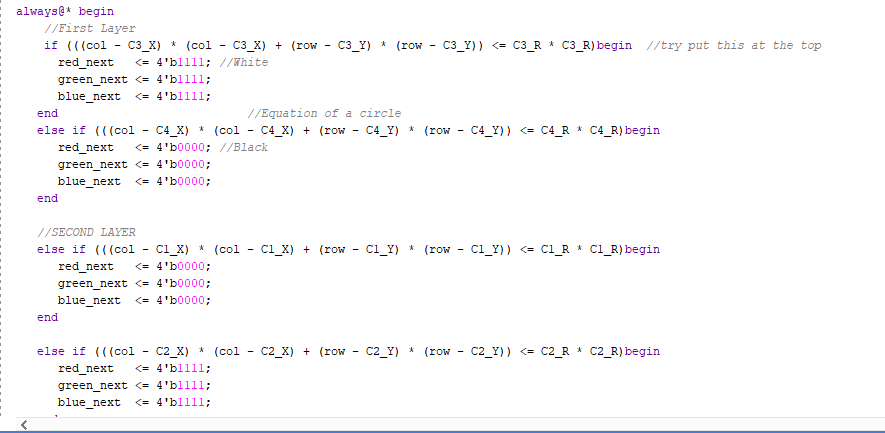 always@* begin
//First Layer
if (((col - C3_X) * (col - C3_X) + (row - C3_Y) * (row - C3_Y)) <= C3_R * C3_R)begin //try put this at the top
red_next <= 4'b1111; //White
green_next <= 4'b1111;
blue_next <= 4'b1111;
end //Equation of a circle
else if (((col - C4_X) * (col - C4_X) + (row - C4_Y) * (row - C4_Y)) <= C4_R * C4_R)begin
red_next <= 4'b0000; //Black
green_next <= 4'b0000;
blue_next <= 4'b0000;
end
//SECOND LAYER
else if (((col - C1_X) * (col - C1_X) + (row - C1_Y) * (row - C1_Y)) <= C1_R * C1_R)begin
red_next <= 4'b0000;
green_next <= 4'b0000;
blue_next <= 4'b0000;
end
else if (((col - C2_X) * (col - C2_X) + (row - C2_Y) * (row - C2_Y)) <= C2_R * C2_R)begin
red_next <= 4'b1111;
green_next <= 4'b1111;
blue_next <= 4'b1111;